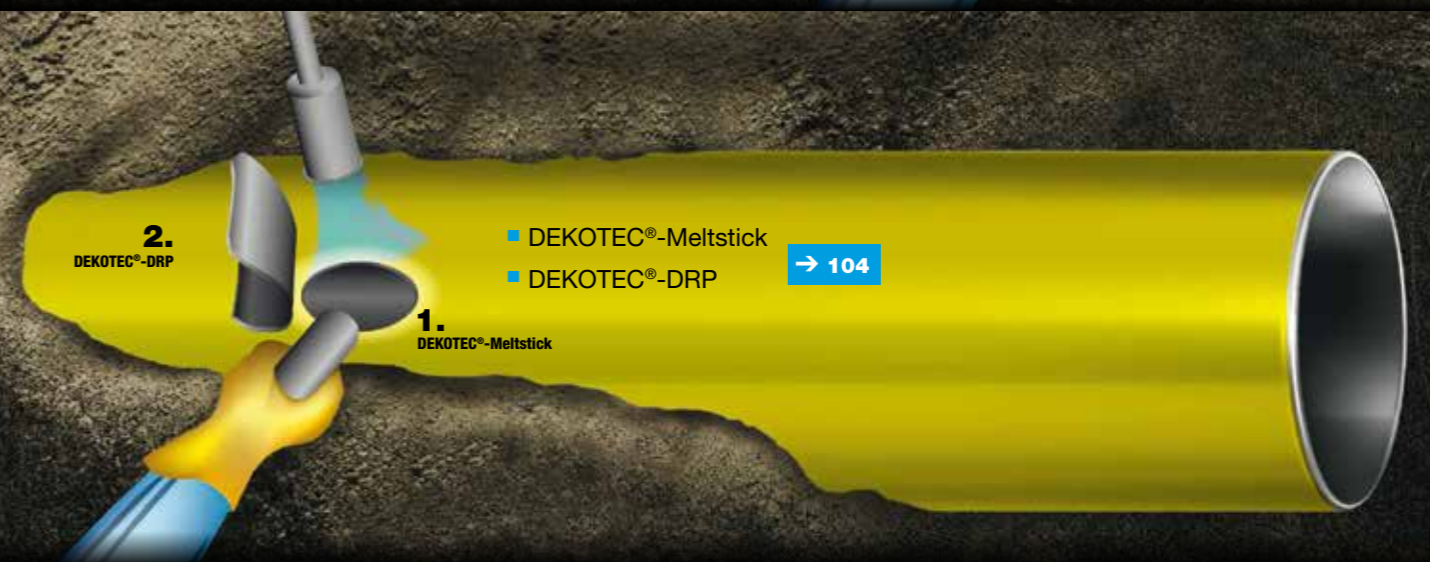 2.
DEKOTEC®-DRP
1.
DEKOTEC®-Meltstick
DEKOTEC®-Meltstick
DEKOTEC®-DRP
→ 104